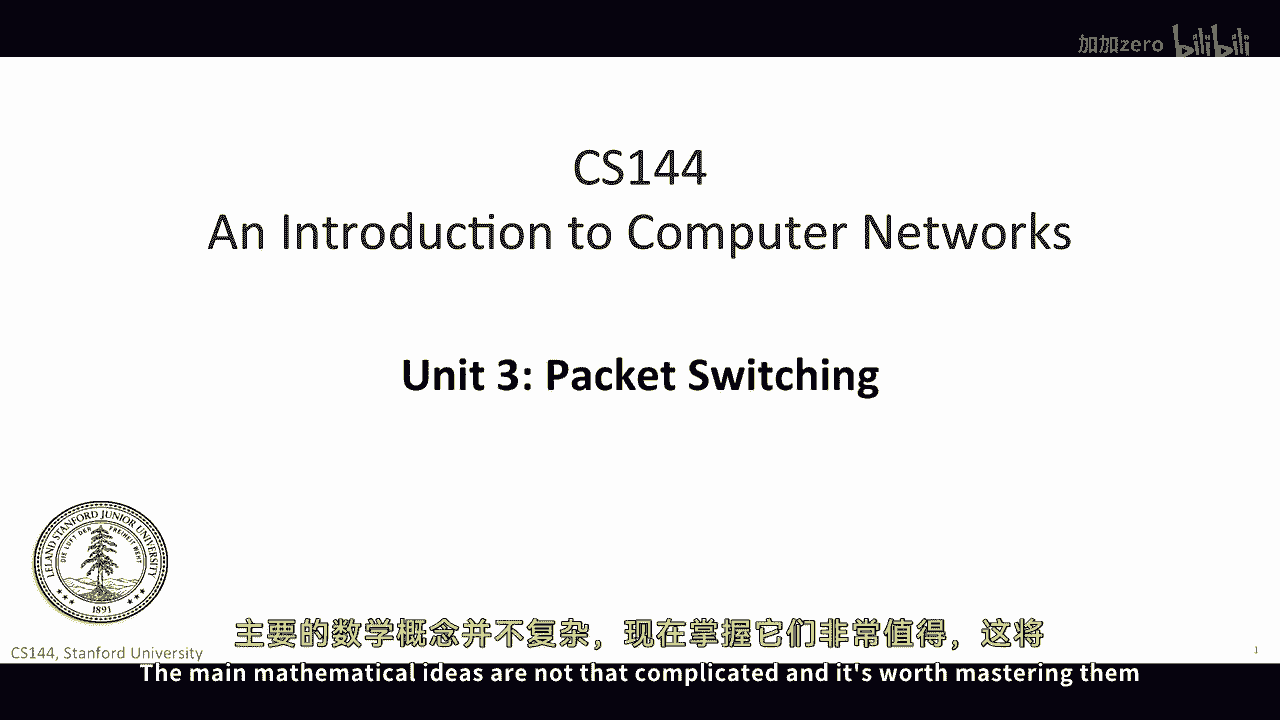 加加zero bilibili
CS144
An Introduction to Computer Networks
Unit 3: Packet Switching
LELAND STANFORD JUNIOR UNIVERSITY
DIE LUFT DER FREIHEIT WEHT
1891
主要的数学概念并不复杂，现在掌握它们非常值得，这将
CS144, Stanford University
1
The main mathematical ideas are not that complicated and it's worth mastering them